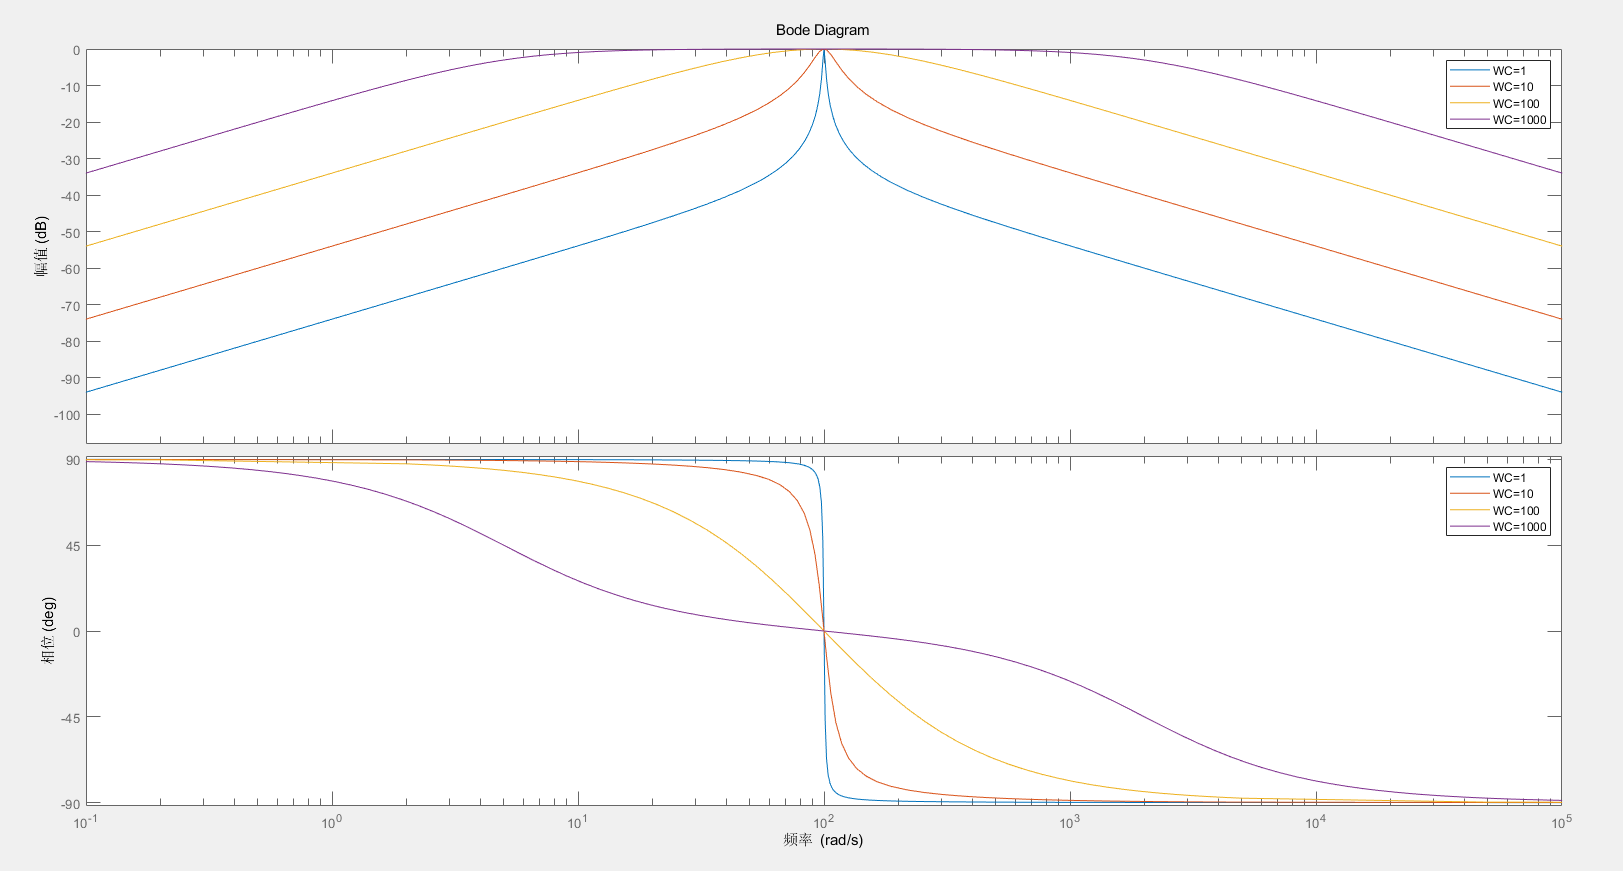 Bode Diagram
0
-10
-20
-30
-40
-50
-60
-70
-80
-90
-100
幅值 (dB)
WC=1
WC=10
WC=100
WC=1000
90
45
0
-45
-90
相位 (deg)
WC=1
WC=10
WC=100
WC=1000
10⁻¹ 10⁰ 10¹ 10² 10³ 10⁴ 10⁵
频率 (rad/s)